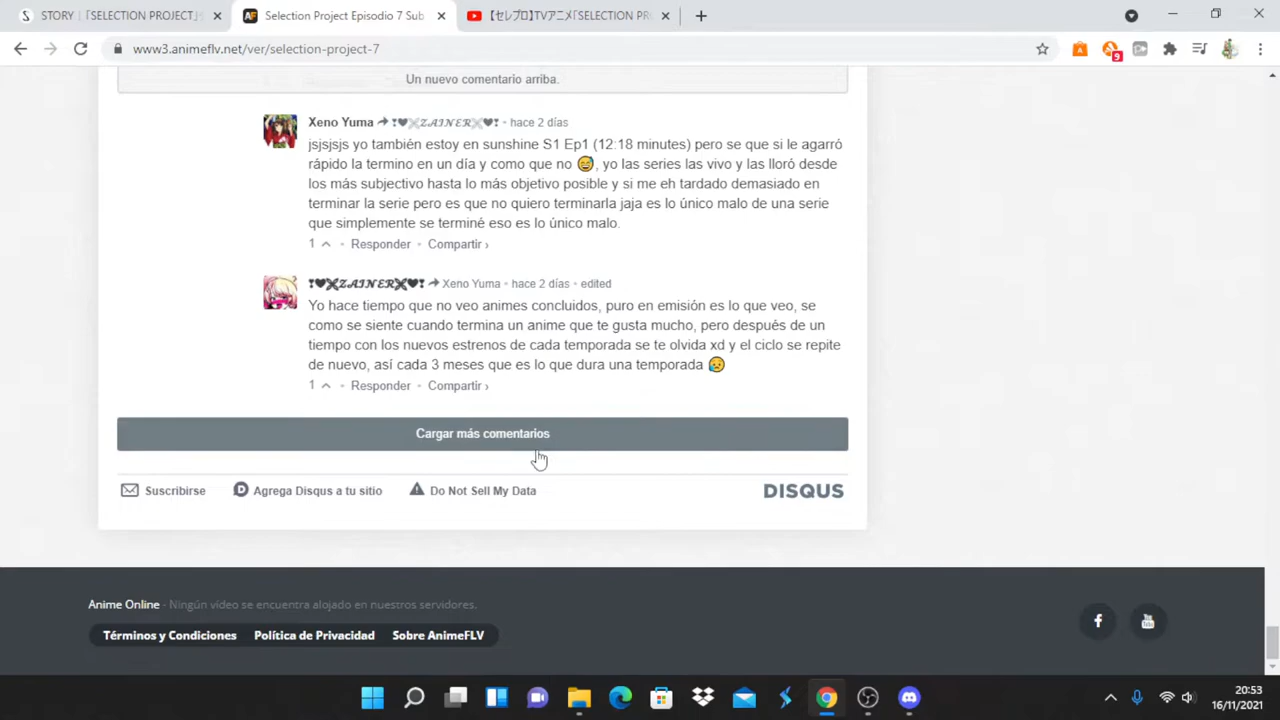 STORY | 「SELECTION PROJECT」
Selection Project Episodio 7 Sub
【セレプロ】TVアニメ「SELECTION PR
www3.animeflv.net/ver/selection-project-7
9
Un nuevo comentario arriba.
Xeno Yuma ❣♥※𝓩𝓐𝓘𝓝𝓔𝓡※♥❣ • hace 2 días
jsjsjsjs yo también estoy en sunshine S1 Ep1 (12:18 minutes) pero se que si le agarró
rápido la termino en un día y como que no 😅, yo las series las vivo y las lloró desde
los más subjectivo hasta lo más objetivo posible y si me eh tardado demasiado en
terminar la serie pero es que no quiero terminarla jaja es lo único malo de una serie
que simplemente se terminé eso es lo único malo.
1 • Responder • Compartir ›
❣♥※𝓩𝓐𝓘𝓝𝓔𝓡※♥❣ Xeno Yuma • hace 2 días • edited
Yo hace tiempo que no veo animes concluidos, puro en emisión es lo que veo, se
como se siente cuando termina un anime que te gusta mucho, pero después de un
tiempo con los nuevos estrenos de cada temporada se te olvida xd y el ciclo se repite
de nuevo, así cada 3 meses que es lo que dura una temporada 😥
1 • Responder • Compartir ›
Cargar más comentarios
Suscribirse Agrega Disqus a tu sitio Do Not Sell My Data DISQUS
Anime Online - Ningún vídeo se encuentra alojado en nuestros servidores.
Términos y Condiciones Política de Privacidad Sobre AnimeFLV
20:53
16/11/2021